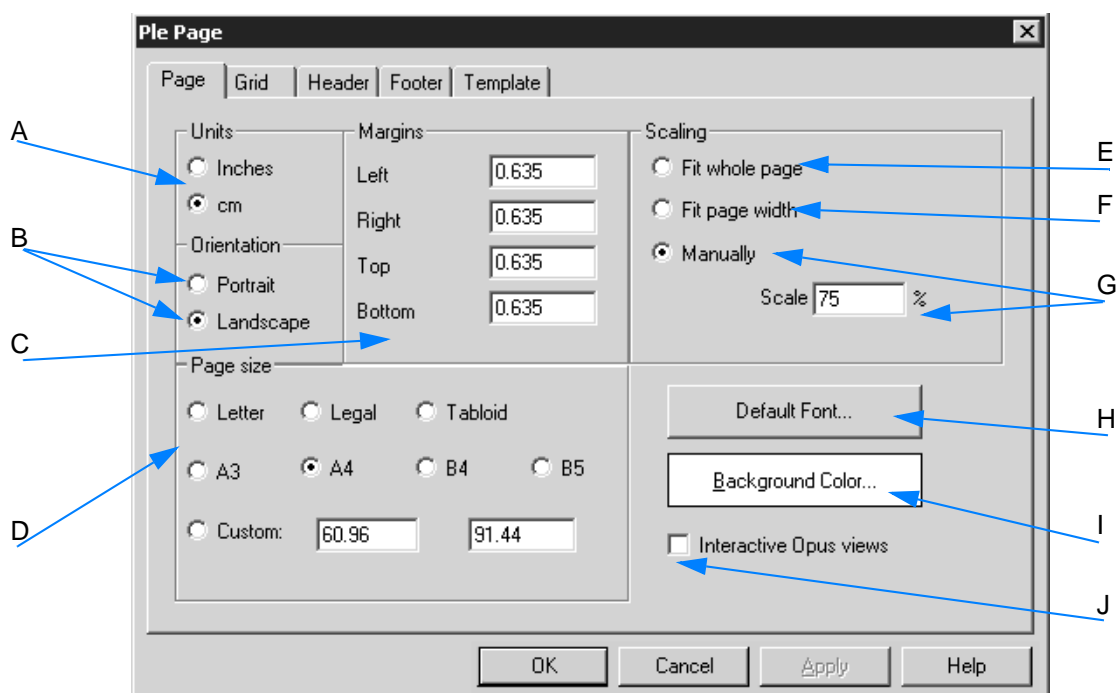 Ple Page
Page Grid Header Footer Template
A
Units
Inches
cm
B
Orientation
Portrait
Landscape
C
Margins
Left 0.635
Right 0.635
Top 0.635
Bottom 0.635
Scaling
Fit whole page
E
Fit page width
F
Manually
Scale 75 %
G
Page size
Letter Legal Tabloid
A3 A4 B4 B5
D
Custom: 60.96 91.44
Default Font...
H
Background Color...
I
Interactive Opus views
J
OK Cancel Apply Help